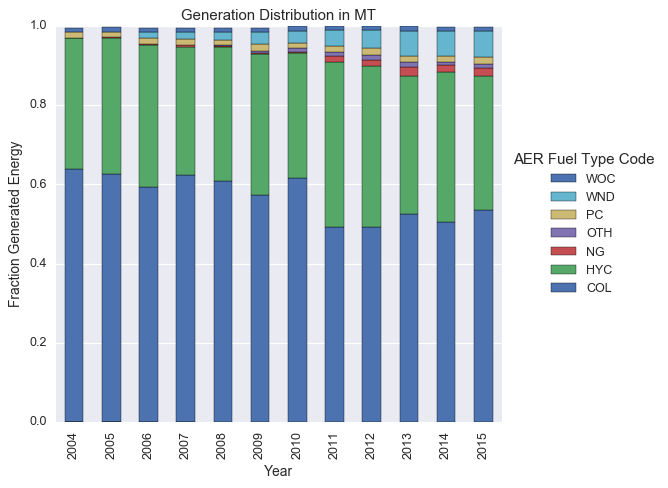 Generation Distribution in MT
1.0
0.8
0.6
0.4
0.2
0.0
Fraction Generated Energy
2004
2005
2006
2007
2008
2009
2010
2011
2012
2013
2014
2015
Year
AER Fuel Type Code
WOC
WND
PC
OTH
NG
HYC
COL